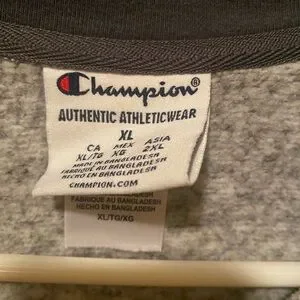 Champion®
AUTHENTIC ATHLETICWEAR
XL
CA MEX ASIA
XL/TG XG 2XL
MADE IN BANGLADESH
FABRIQUÉ AU BANGLADESH
HECHO EN BANGLADESH
CHAMPION.COM
FABRIQUÉ AU BANGLADESH
HECHO EN BANGLADESH
XL/TG/XG